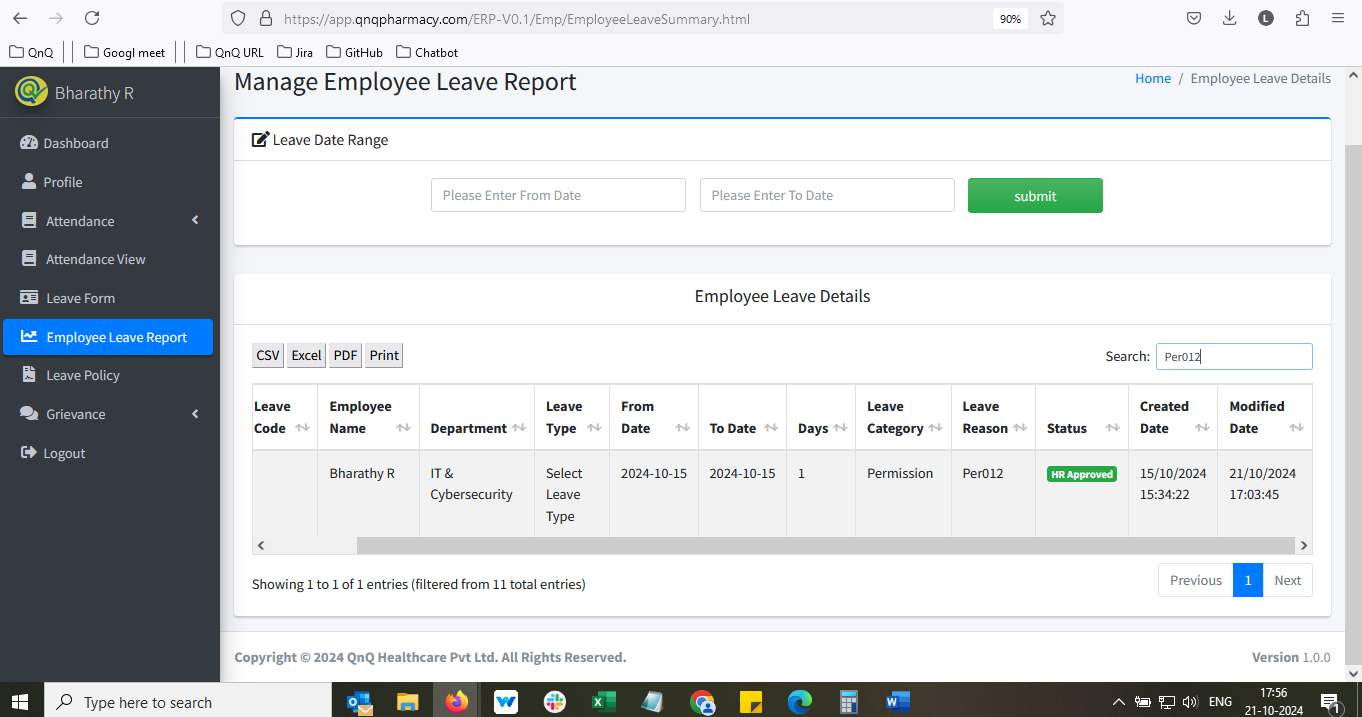 https://app.qnqpharmacy.com/ERP-V0.1/Emp/EmployeeLeaveSummary.html
90%
L
QnQ
Googl meet
QnQ URL
Jira
GitHub
Chatbot
Bharathy R
Dashboard
Profile
Attendance
Attendance View
Leave Form
Employee Leave Report
Leave Policy
Grievance
Logout
Manage Employee Leave Report
Home / Employee Leave Details
Leave Date Range
Please Enter From Date
Please Enter To Date
submit
Employee Leave Details
CSV Excel PDF Print
Search: Per012
Leave Code
Employee Name
Department
Leave Type
From Date
To Date
Days
Leave Category
Leave Reason
Status
Created Date
Modified Date
Bharathy R
IT & Cybersecurity
Select Leave Type
2024-10-15
2024-10-15
1
Permission
Per012
HR Approved
15/10/2024 15:34:22
21/10/2024 17:03:45
Showing 1 to 1 of 1 entries (filtered from 11 total entries)
Previous 1 Next
Copyright © 2024 QnQ Healthcare Pvt Ltd. All Rights Reserved.
Version 1.0.0
Type here to search
ENG
17:56
21-10-2024
1